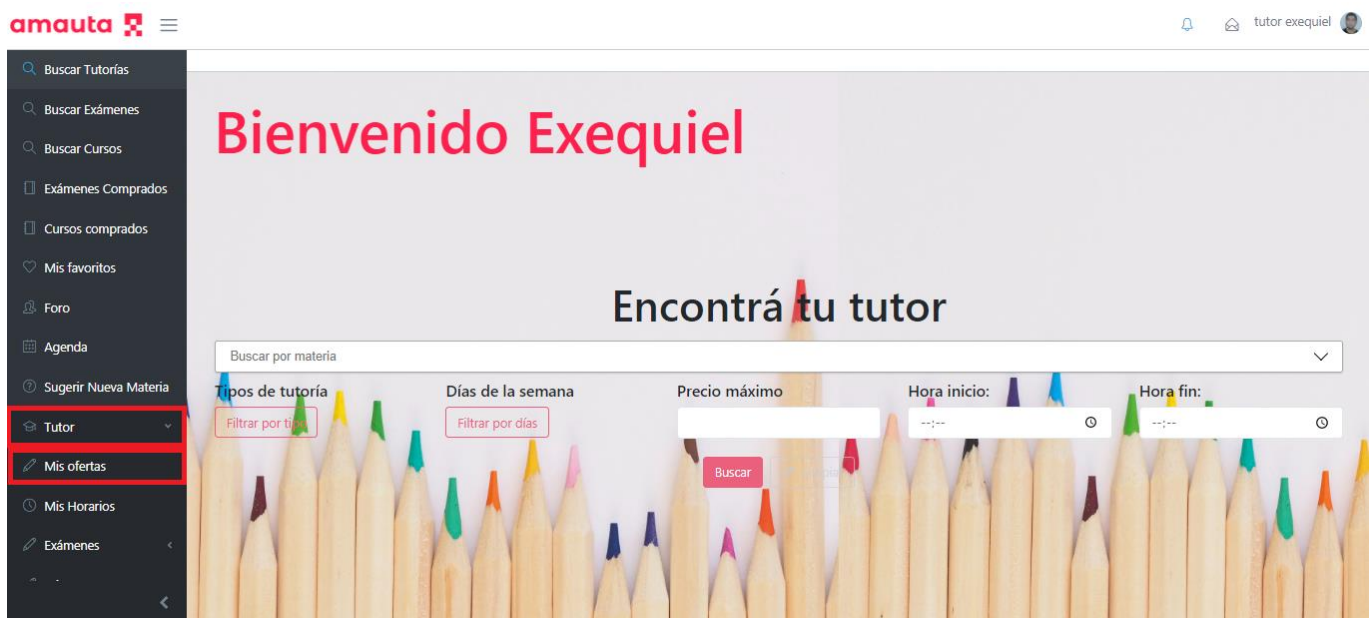 amauta
tutor exequiel
Buscar Tutorías
Buscar Exámenes
Buscar Cursos
Exámenes Comprados
Cursos comprados
Mis favoritos
Foro
Agenda
Sugerir Nueva Materia
Tutor
Mis ofertas
Mis Horarios
Exámenes
Bienvenido Exequiel
Encontrá tu tutor
Buscar por materia
Tipos de tutoría
Días de la semana
Precio máximo
Hora inicio:
Hora fin:
Filtrar por tipo
Filtrar por días
--:--
--:--
Buscar